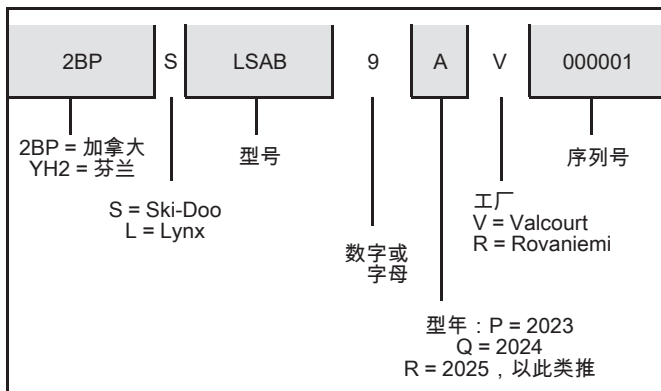 2BP S LSAB 9 A V 000001
2BP = 加拿大
YH2 = 芬兰
型号
序列号
S = Ski-Doo
L = Lynx
工厂
V = Valcourt
R = Rovaniemi
数字或
字母
型年：P = 2023
Q = 2024
R = 2025，以此类推